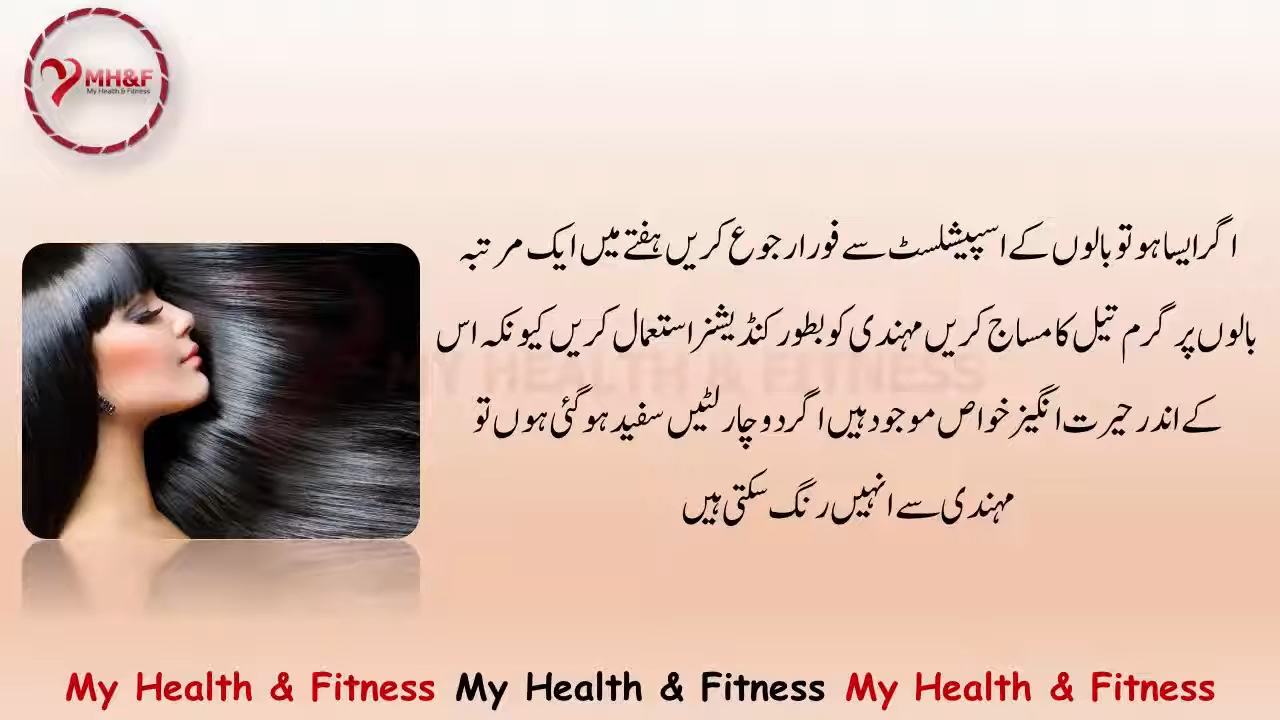 MH&F
My Health & Fitness
اگر ایسا ہو تو بالوں کے اسپیشلسٹ سے فورا رجوع کریں ہفتے میں ایک مرتبہ
بالوں پر گرم تیل کا مساج کریں مہندی کو بطور کنڈیشنر استعمال کریں کیونکہ اس
MY HEALTH & FITNESS
کے اندر حیرت انگیز خواص موجود ہیں اگر دو چار لٹیں سفید ہو گئی ہوں تو
مہندی سے انہیں رنگ سکتی ہیں
My Health & Fitness My Health & Fitness My Health & Fitness